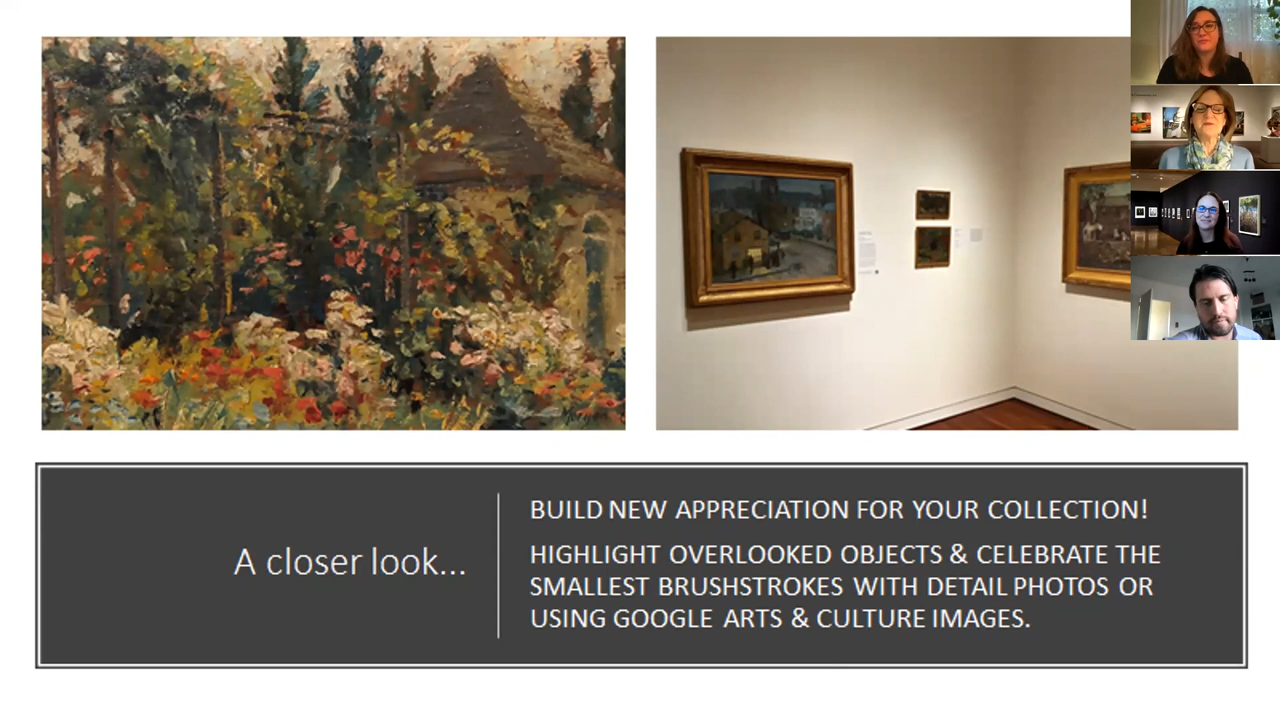 A closer look...
BUILD NEW APPRECIATION FOR YOUR COLLECTION!
HIGHLIGHT OVERLOOKED OBJECTS & CELEBRATE THE
SMALLEST BRUSHSTROKES WITH DETAIL PHOTOS OR
USING GOOGLE ARTS & CULTURE IMAGES.